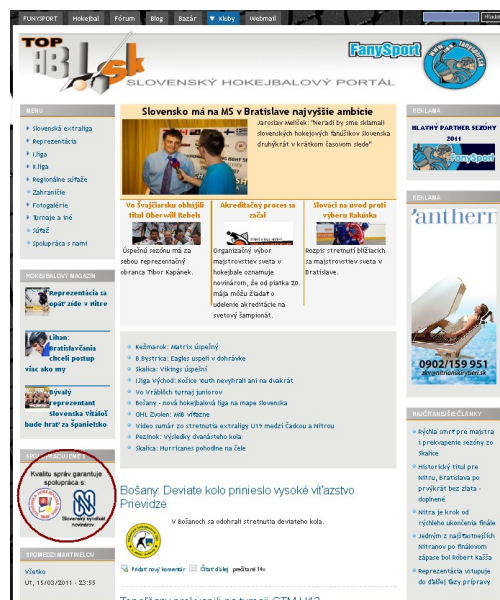 FUNYSPORT Hokejbal Fórum Blog Bazár ▼ Kluby Webmail
TOP
HBL.sk
SLOVENSKÝ HOKEJBALOVÝ PORTÁL
FanySport
MENU
Slovenská extraliga
Reprezentácia
I.liga
II.liga
Regionálne súťaže
Zahraničie
Fotogalérie
Turnaje a iné
Súťaž
Spolupráca s nami
HOKEJBALOVÝ MAGAZÍN
Reprezentácia sa
opäť zíde v Nitre
Lihan:
Bratislavčania
chceli postup
viac ako my
Bývalý
reprezentant
Slovenska Vitáloš
bude hrať za Španielsko
SPOLUPRACUJEME S
Kvalitu správ garantuje
spolupráca s:
Slovenský syndikát
novinárov
SPOMEDZI MANTINELOV
Všetko
Ut, 15/03/2011 - 23:55
Slovensko má na MS v Bratislave najvyššie ambície
Jaroslav Melíšek: "Neradi by sme sklamali
slovenských hokejových fanúšikov Slovenska
druhýkrát v krátkom časovom slede"
Vo Švajčiarsku obhájili
titul Oberwill Rebels
Úspešnú sezónu má za
sebou reprezentačný
obranca Tibor Kapánek.
Akreditačný proces sa
začal
Organizačný výbor
majstrovstiev sveta v
hokejbale oznamuje
novinárom, že od piatka 20.
mája môžu žiadať o
udelenie akreditácie na
svetový šampionát.
Slováci na úvod proti
výberu Rakúska
Rozpis stretnutí blížiacich
sa majstrovstiev sveta v
Bratislave.
Kežmarok: Matrix úspešný
B.Bystrica: Eagles uspeli v dohrávke
Skalica: Vikings úspešní
I.liga Východ: Košice Youth nevyhrali ani na dvakrát
Vo Vrábľoch turnaj juniorov
Bošany - nová hokejbalová liga na mape Slovenska
OHL Zvolen: MiB víťazne
Video sumár zo stretnutia extraligy U19 medzi Čadcou a Nitrou
Pezinok: Výsledky dvanásteho kola
Skalica: Hurricanes pohodlne na čele
Bošany: Deviate kolo prinieslo vysoké víťazstvo
Prievidze
V Bošanoch sa odohrali stretnutia deviateho kola.
Pridať nový komentár Čítať ďalej prečítané 14x
REKLAMA
HLAVNÝ PARTNER SEZÓNY
2011
FanySport
REKLAMA
anthem
0902/159 951
NAJČÍTANEJŠIE ČLÁNKY
Rýchla smrť pre majstra
i prekvapenie sezóny zo
Skalice
Historický titul pre
Nitru, Bratislava po
prvýkrát bez zlata -
doplnené
Nitra je krok od
rýchleho ukončenia finále
Jedným z najšťastnejších
Nitranov po finálovom
zápase bol Róbert Kašša
Reprezentácia vstupuje
do ďalšej fázy prípravy